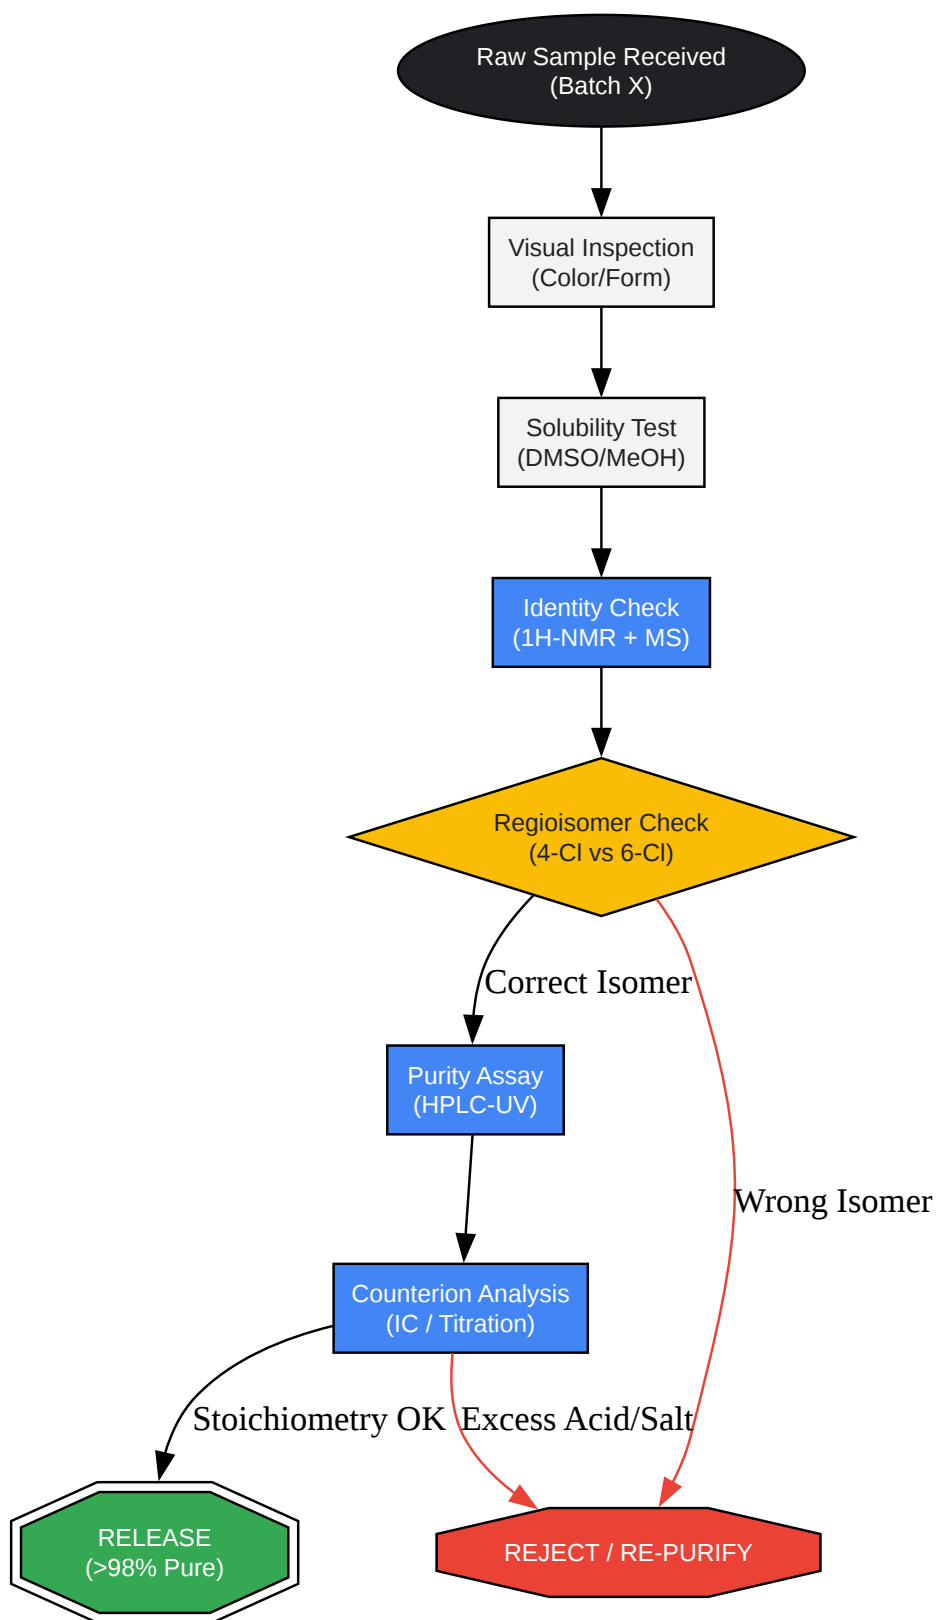 Raw Sample Received
(Batch X)
Visual Inspection
(Color/Form)
Solubility Test
(DMSO/MeOH)
Identity Check
(1H-NMR + MS)
Regioisomer Check
(4-Cl vs 6-Cl)
Correct Isomer
Purity Assay
(HPLC-UV)
Wrong Isomer
Counterion Analysis
(IC / Titration)
Stoichiometry OK
Excess Acid/Salt
RELEASE
(>98% Pure)
REJECT / RE-PURIFY